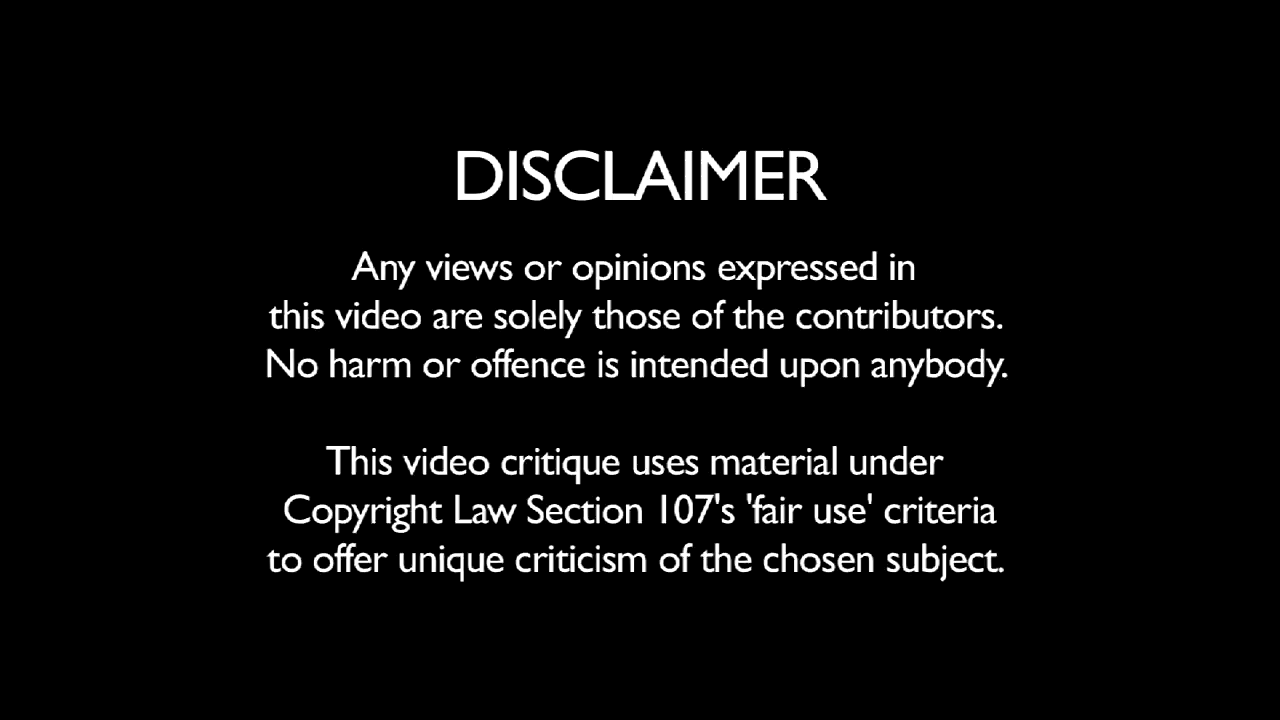 DISCLAIMER
Any views or opinions expressed in
this video are solely those of the contributors.
No harm or offence is intended upon anybody.
This video critique uses material under
Copyright Law Section 107's 'fair use' criteria
to offer unique criticism of the chosen subject.